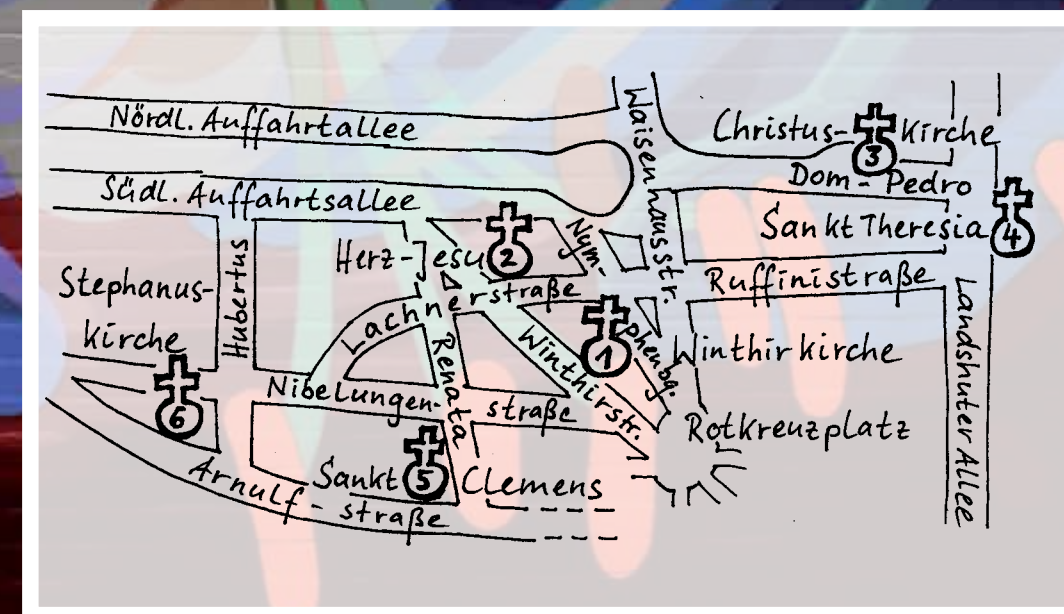 Nördl. Auffahrtallee
Waisenhausstr.
Christus-
Kirche
3
Dom-Pedro
Südl. Auffahrtsallee
Sankt Theresia
4
Herz-Jesu
2
Nym-
phenbg.
Stephanus-
Kirche
6
Hubertus
Lachnerstraße
Ruffinistraße
Landshuter Allee
Renata
Winthirstr.
1
Winthirkirche
Nibelungen-
straße
Rotkreuzplatz
Sankt
5
Clemens
Arnulf-straße